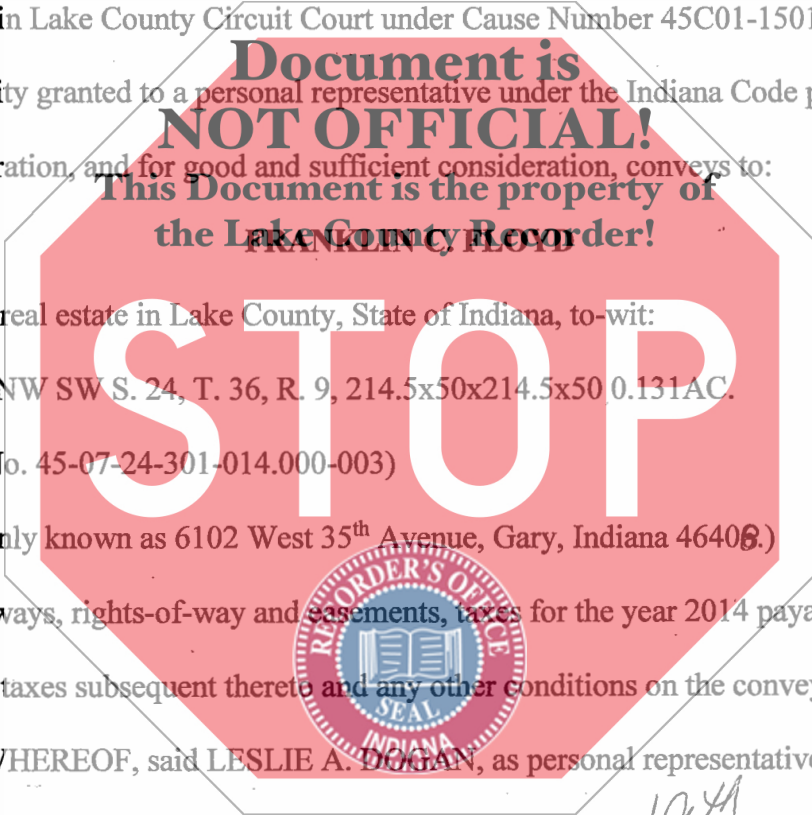 in Lake County Circuit Court under Cause Number 45C01-1501
Document is
ity granted to a personal representative under the Indiana Code p
NOT OFFICIAL!
ration, and for good and sufficient consideration, conveys to:
This Document is the property of
the Lake County Recorder!
FRANKLIN C. FLOYD
real estate in Lake County, State of Indiana, to-wit:
STOP
NW SW S. 24, T. 36, R. 9, 214.5x50x214.5x50 0.131AC.
No. 45-07-24-301-014.000-003)
nly known as 6102 West 35th Avenue, Gary, Indiana 46408.)
RECORDER'S OFFICE
ways, rights-of-way and easements, taxes for the year 2014 paya
taxes subsequent thereto and any other conditions on the convey
SEAL
INDIANA
WHEREOF, said LESLIE A. DOGAN, as personal representative
10th